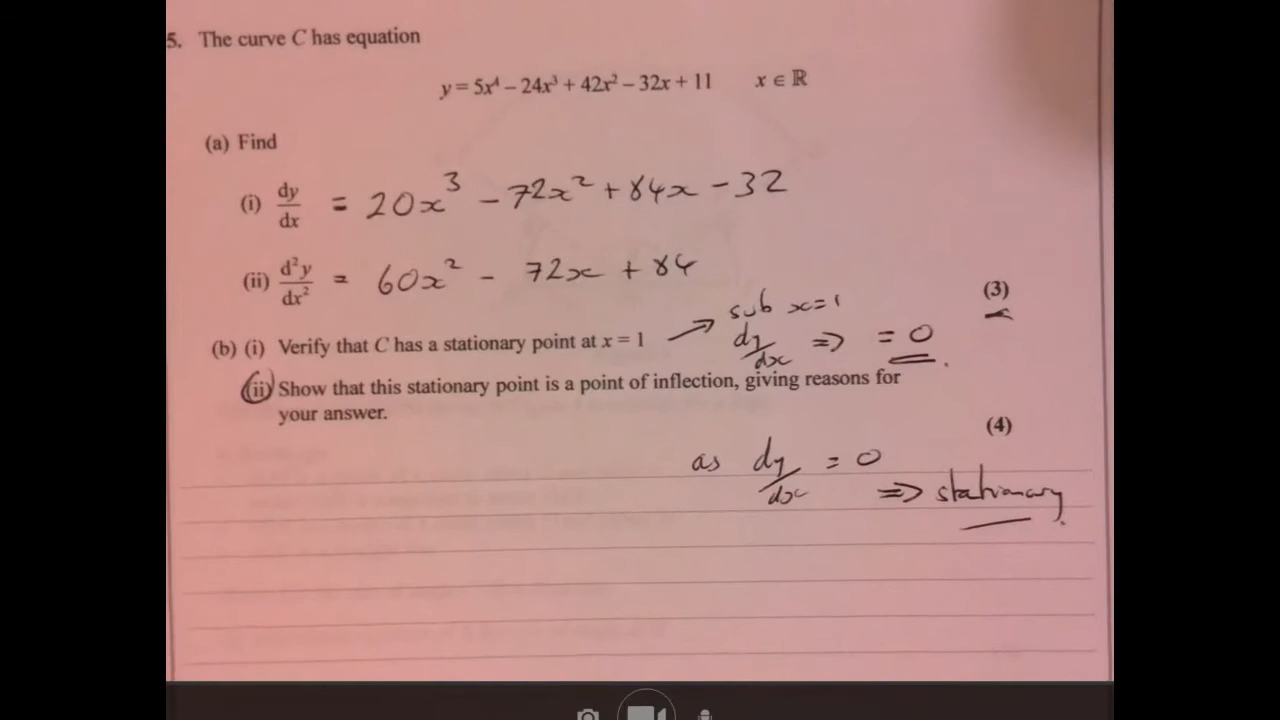 5. The curve C has equation
y = 5x⁴ – 24x³ + 42x² – 32x + 11 x ∈ ℝ
(a) Find
(i) dy/dx = 20x³ – 72x² + 84x – 32
(ii) d²y/dx² = 60x² – 72x + 84
(3)
sub x=1
(b) (i) Verify that C has a stationary point at x = 1 → dy/dx ⇒ = 0.
(ii) Show that this stationary point is a point of inflection, giving reasons for
your answer.
(4)
as dy/dx = 0
⇒ stationary.